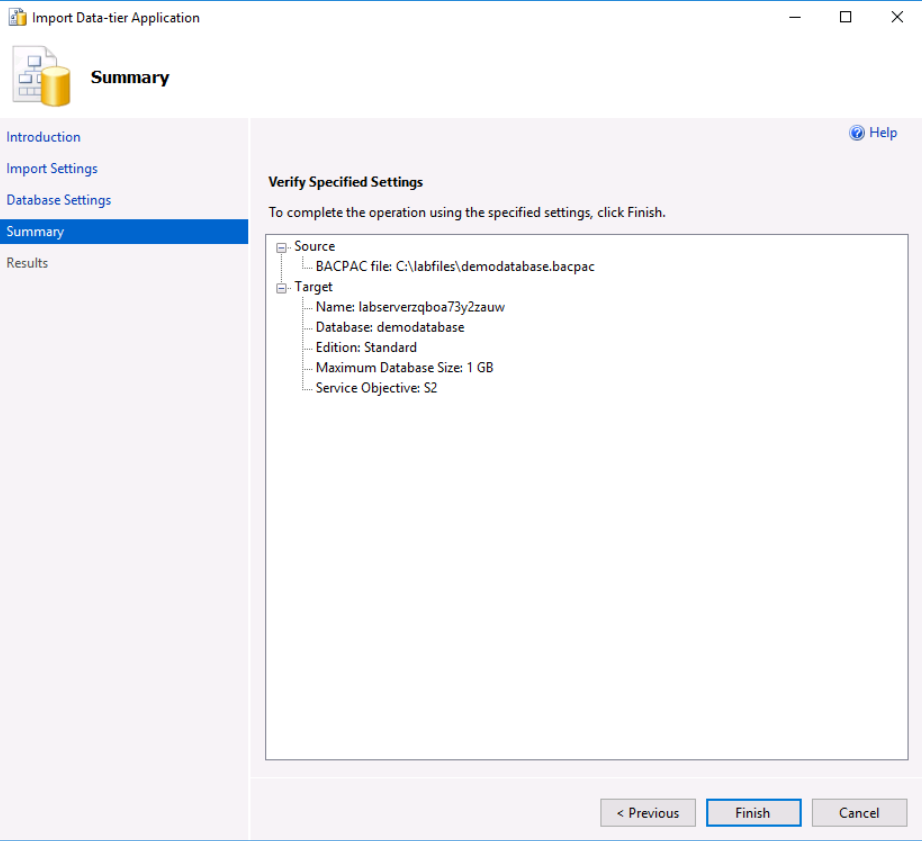 Import Data-tier Application
Summary
Introduction
Import Settings
Database Settings
Summary
Results
Help
Verify Specified Settings
To complete the operation using the specified settings, click Finish.
Source
BACPAC file: C:\labfiles\demodatabase.bacpac
Target
Name: labserverzqboa73y2zauw
Database: demodatabase
Edition: Standard
Maximum Database Size: 1 GB
Service Objective: S2
< Previous
Finish
Cancel